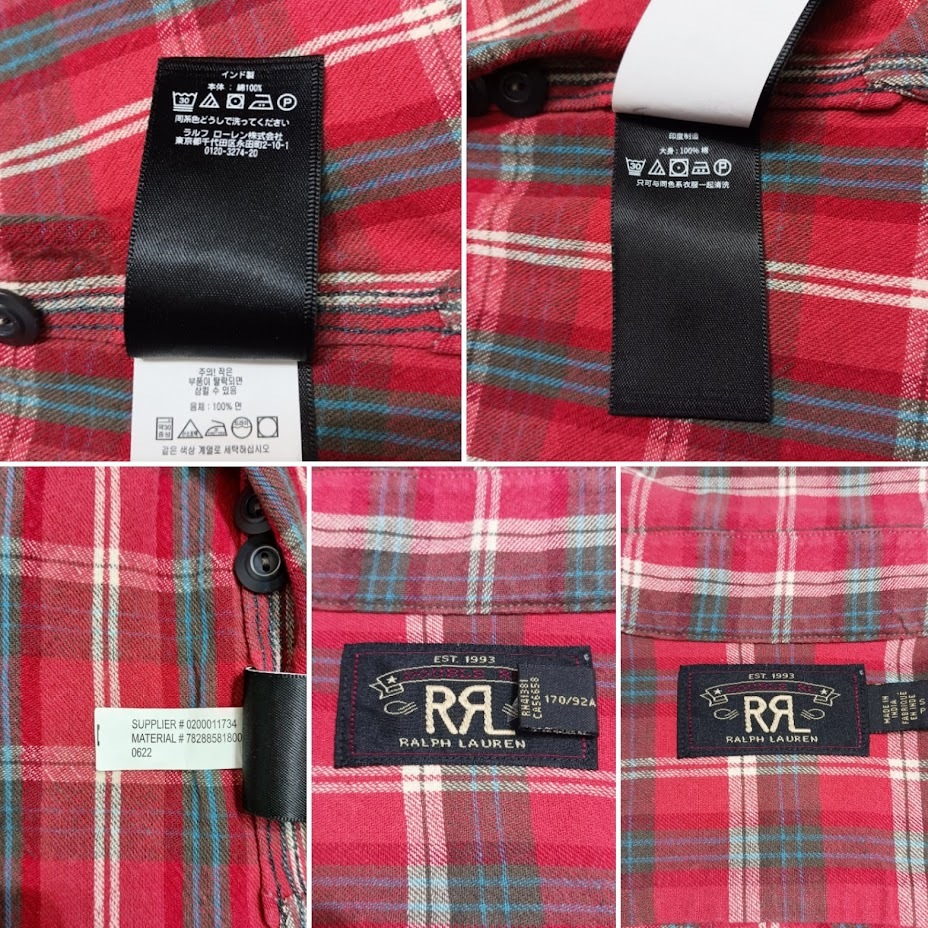 インド製
本体 : 綿100%
30
P
同系色どうしで洗ってください
ラルフ ローレン株式会社
東京都千代田区永田町2-10-1
0120-3274-20
주의! 작은
부품이 탈락되면
삼킬 수 있음
몸체 : 100% 면
같은 색상 계열로 세탁하십시오
印度制造
大身 : 100% 棉
30
P
只可与同色系衣服一起清洗
SUPPLIER # 0200011734
MATERIAL # 78288581800
0622
EST. 1993
RRL
RALPH LAUREN
RN41381
CA56658
170/92A
EST. 1993
RRL
RALPH LAUREN
MADE IN
INDIA
FABRIQUÉ
EN INDE